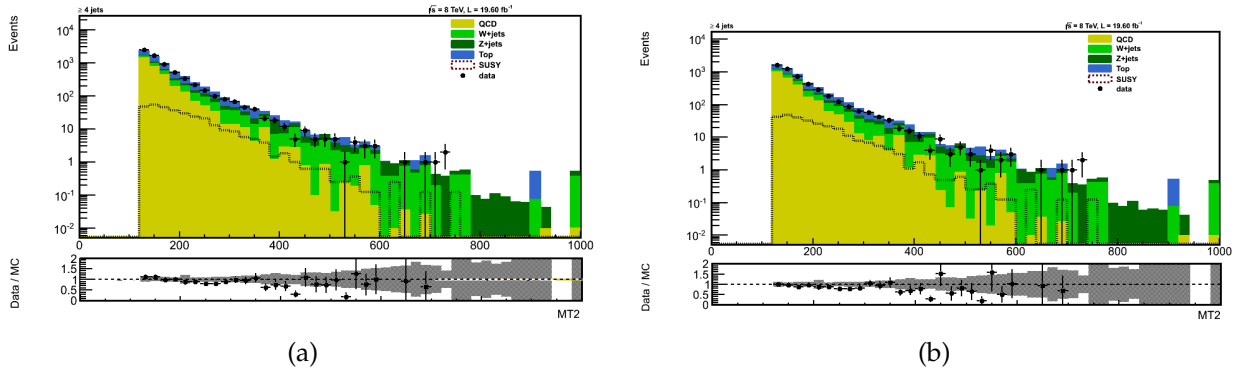 ≥ 4 jets
√s = 8 TeV, L = 19.60 fb⁻¹
Events
10⁴
10³
10²
10
1
10⁻¹
10⁻²
QCD
W+jets
Z+jets
Top
SUSY
data
0 200 400 600 800 1000
Data / MC
2
1.5
1
0.5
0
MT2
(a)
≥ 4 jets
√s = 8 TeV, L = 19.60 fb⁻¹
Events
10⁴
10³
10²
10
1
10⁻¹
10⁻²
QCD
W+jets
Z+jets
Top
SUSY
data
0 200 400 600 800 1000
Data / MC
2
1.5
1
0.5
0
MT2
(b)